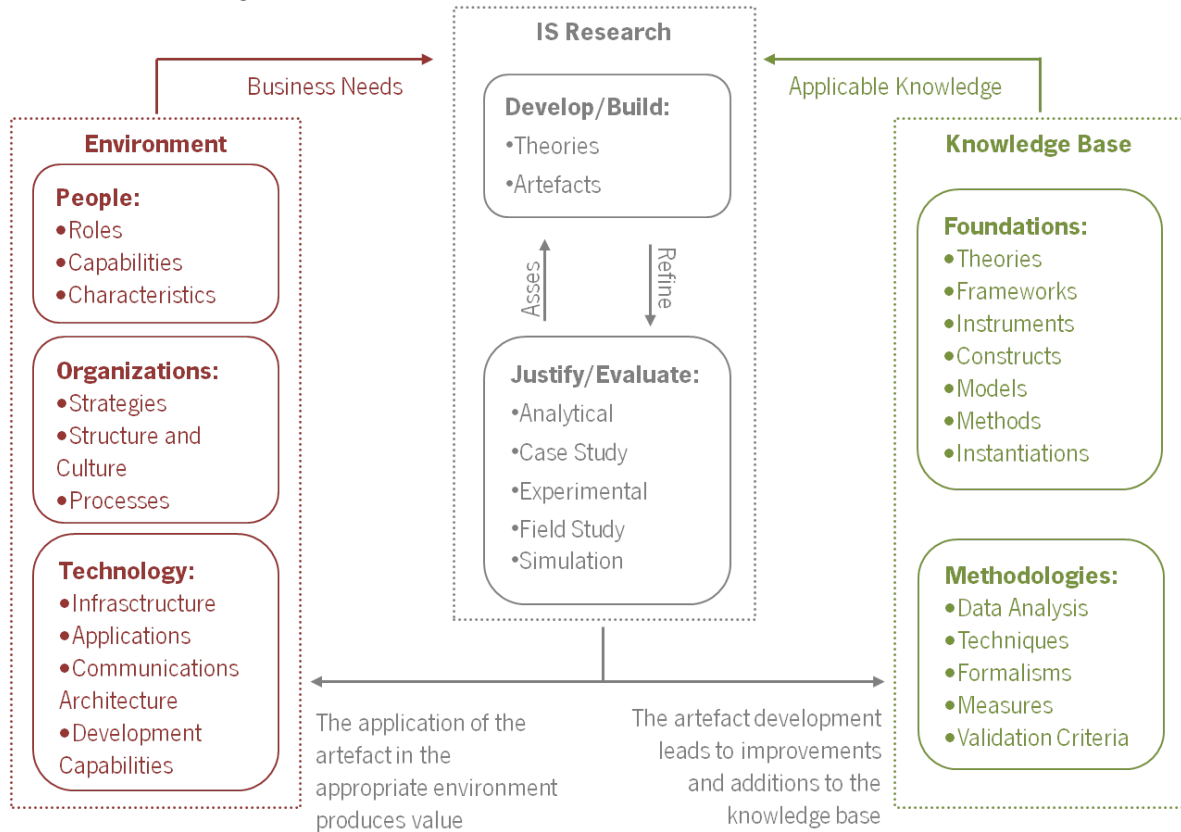 IS Research
Business Needs
Applicable Knowledge
Develop/Build:
•Theories
•Artefacts
Asses
Refine
Justify/Evaluate:
•Analytical
•Case Study
•Experimental
•Field Study
•Simulation
Environment
People:
•Roles
•Capabilities
•Characteristics
Organizations:
•Strategies
•Structure and
Culture
•Processes
Technology:
•Infrasctructure
•Applications
•Communications
Architecture
•Development
Capabilities
Knowledge Base
Foundations:
•Theories
•Frameworks
•Instruments
•Constructs
•Models
•Methods
•Instantiations
Methodologies:
•Data Analysis
•Techniques
•Formalisms
•Measures
•Validation Criteria
The application of the
artefact in the
appropriate environment
produces value
The artefact development
leads to improvements
and additions to the
knowledge base